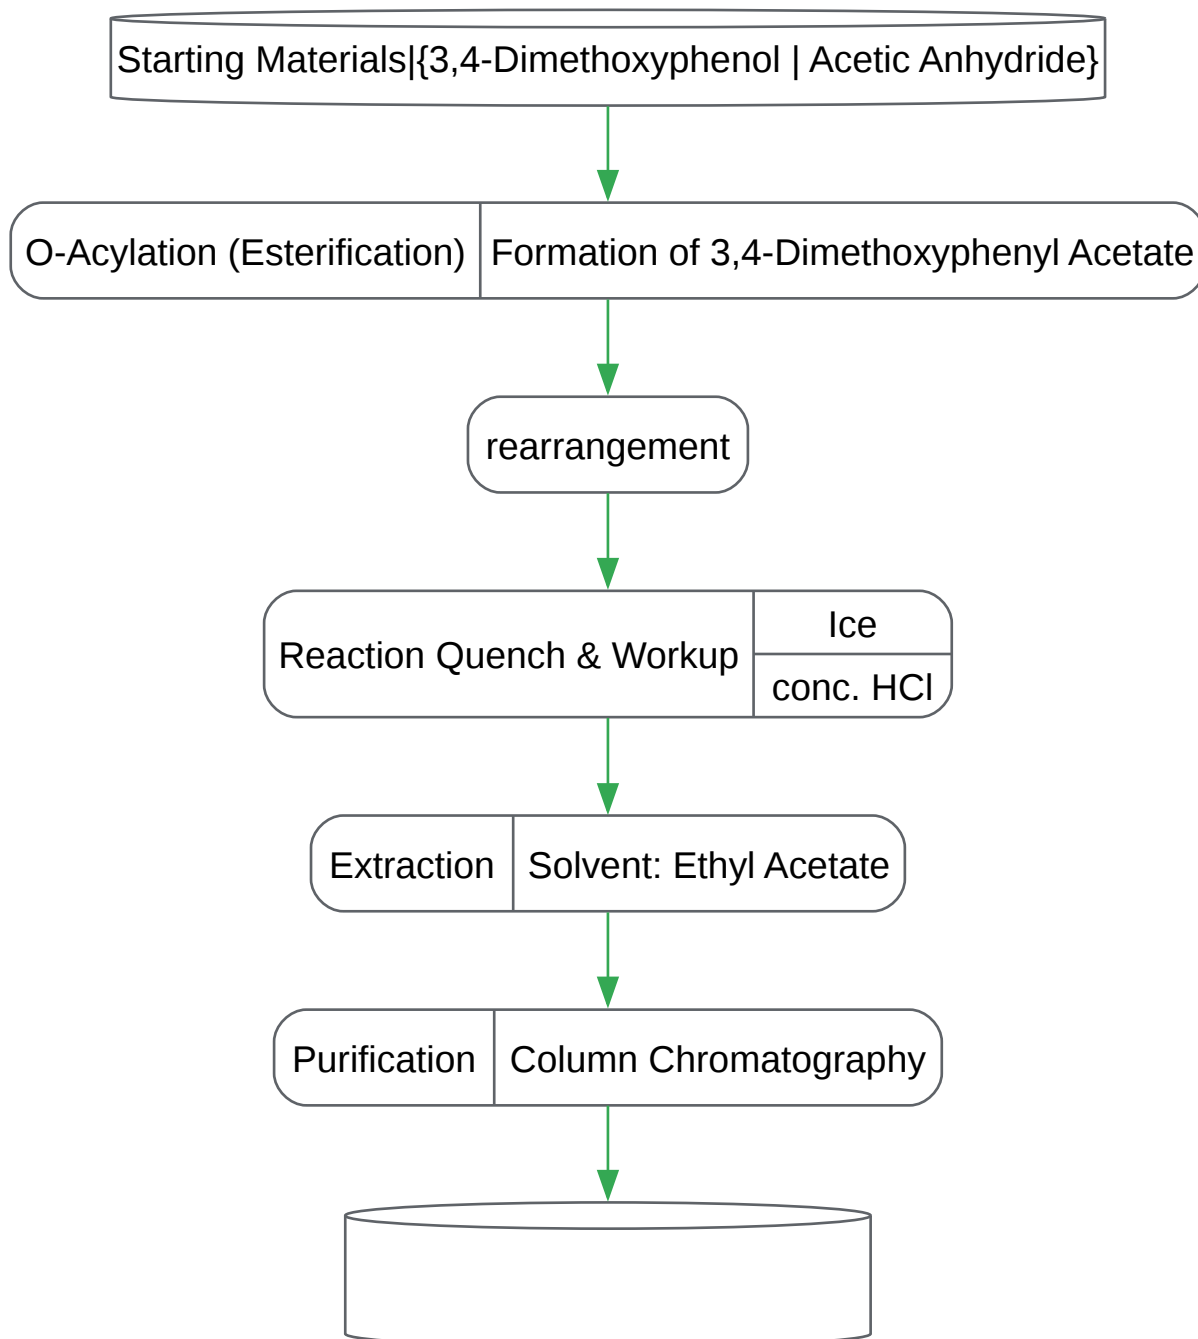 Starting Materials|{3,4-Dimethoxyphenol | Acetic Anhydride}
O-Acylation (Esterification)
Formation of 3,4-Dimethoxyphenyl Acetate
rearrangement
Reaction Quench & Workup
Ice
conc. HCl
Extraction
Solvent: Ethyl Acetate
Purification
Column Chromatography